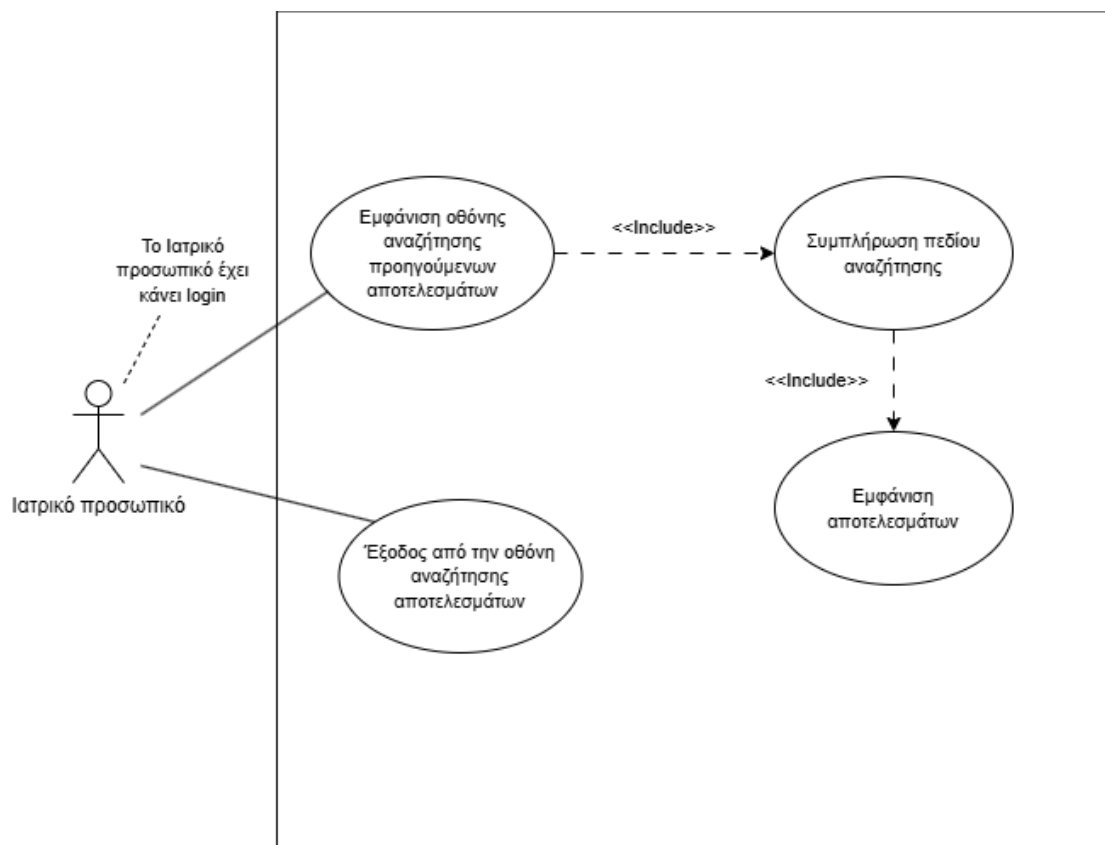 Το Ιατρικό
προσωπικό έχει
κάνει login
Ιατρικό προσωπικό
Εμφάνιση οθόνης
αναζήτησης
προηγούμενων
αποτελεσμάτων
<<Include>>
Συμπλήρωση πεδίου
αναζήτησης
<<Include>>
Εμφάνιση
αποτελεσμάτων
Έξοδος από την οθόνη
αναζήτησης
αποτελεσμάτων